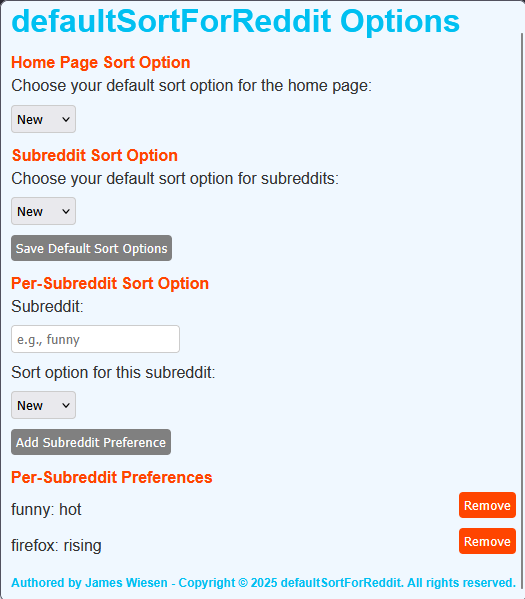 defaultSortForReddit Options
Home Page Sort Option
Choose your default sort option for the home page:
New
Subreddit Sort Option
Choose your default sort option for subreddits:
New
Save Default Sort Options
Per-Subreddit Sort Option
Subreddit:
e.g., funny
Sort option for this subreddit:
New
Add Subreddit Preference
Per-Subreddit Preferences
funny: hot Remove
firefox: rising Remove
Authored by James Wiesen - Copyright © 2025 defaultSortForReddit. All rights reserved.